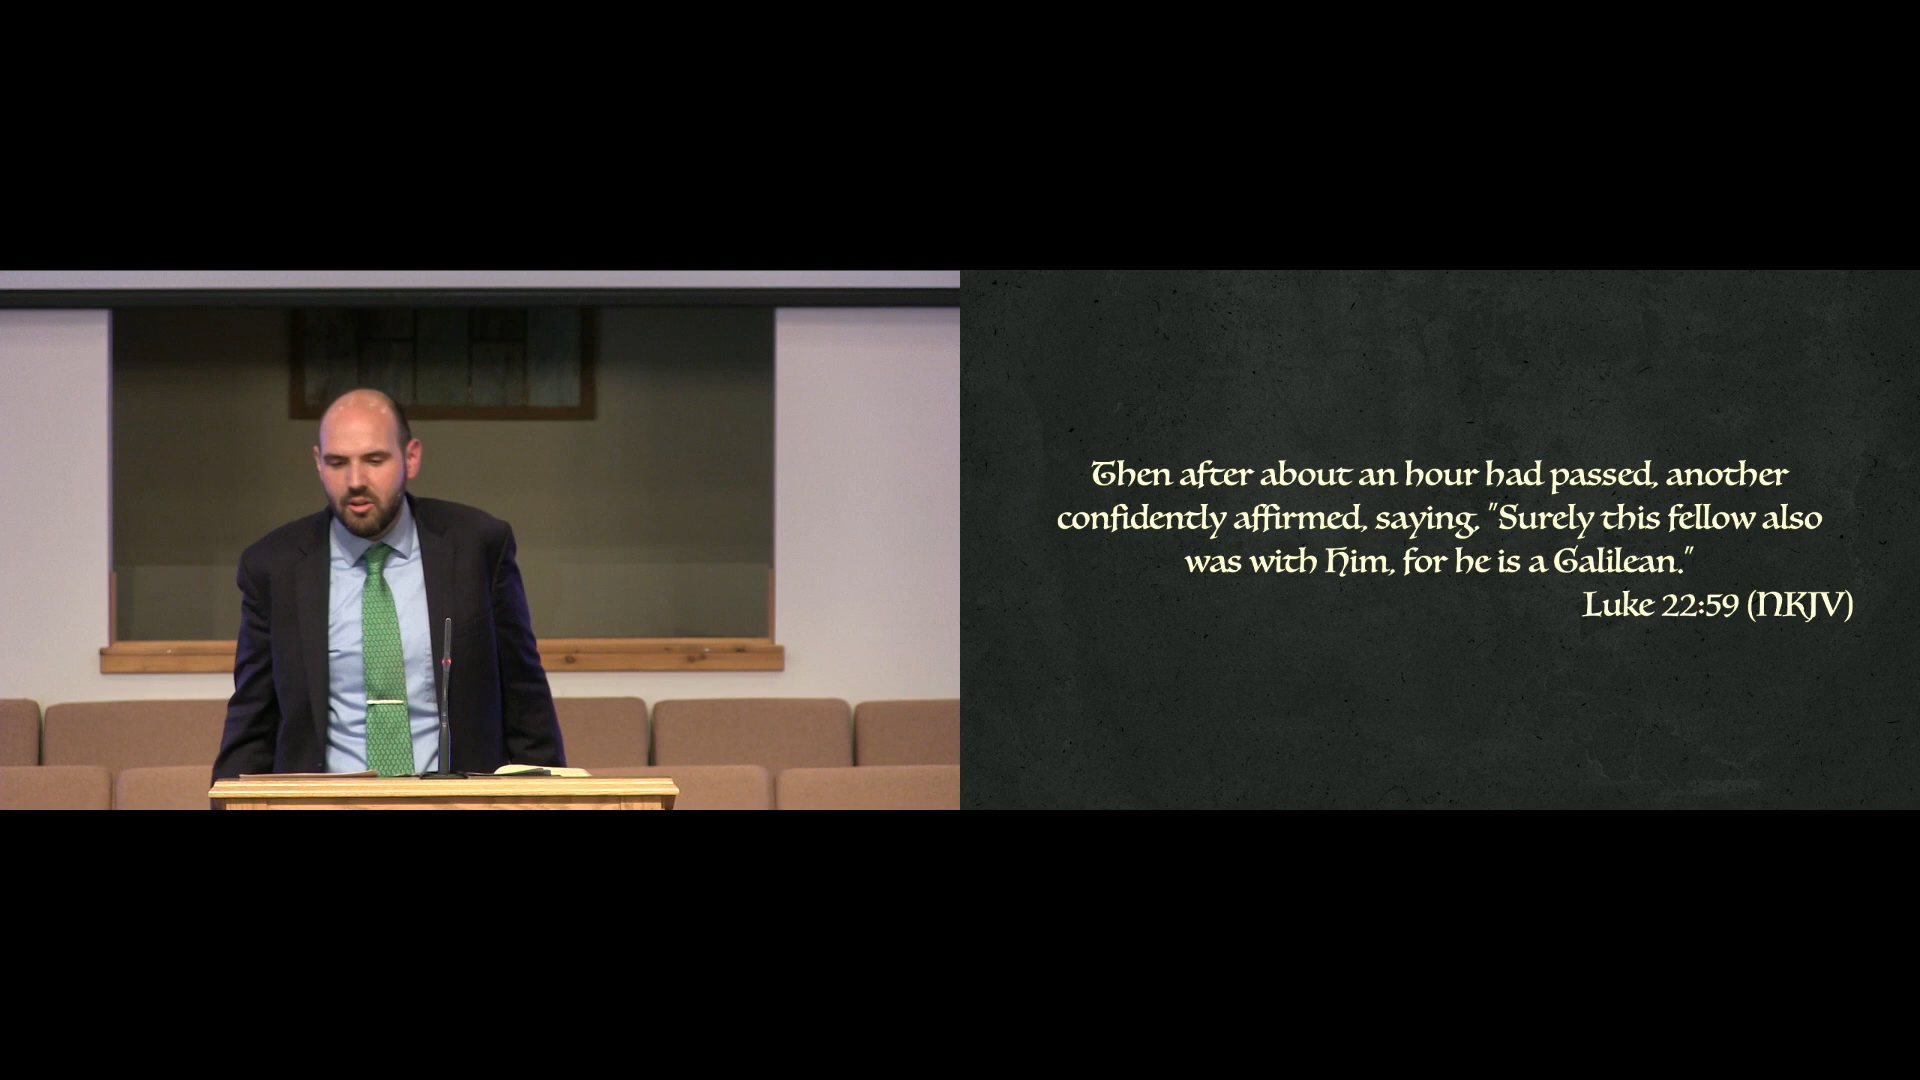 Then after about an hour had passed, another
confidently affirmed, saying, "Surely this fellow also
was with Him, for he is a Galilean."
Luke 22:59 (NKJV)